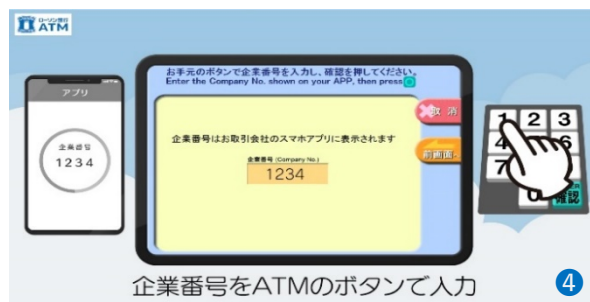 ローソン銀行
ATM
お手元のボタンで企業番号を入力し、確認を押してください。
Enter the Company No. shown on your APP, then press
アプリ
企業番号
1234
取消
企業番号はお取引会社のスマホアプリに表示されます
前画面へ
企業番号 (Company No.)
1234
1 2 3
4 6
7
0 確認
企業番号をATMのボタンで入力
4